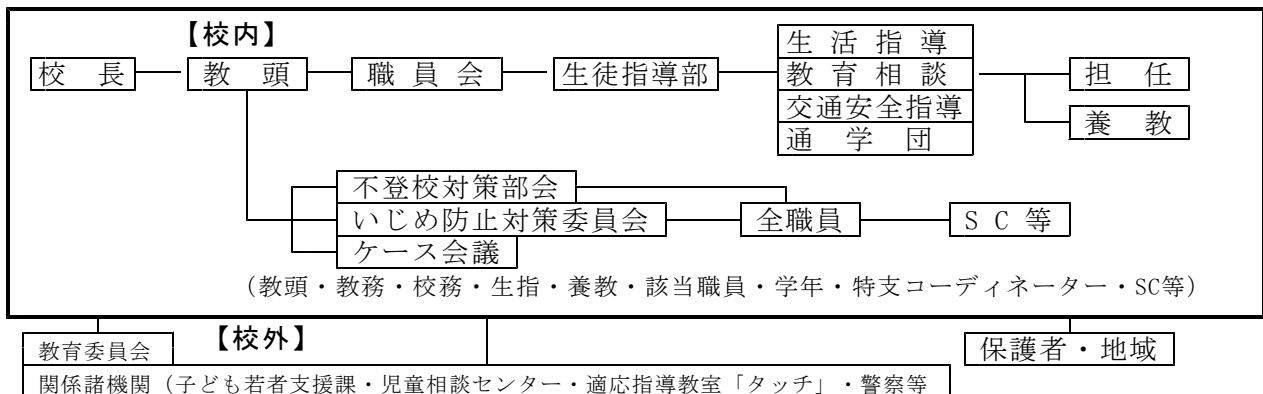 【校内】
校 長
教 頭
職 員 会
生徒指導部
生 活 指 導
教 育 相 談
交通安全指導
通 学 団
担 任
養 教
不登校対策部会
いじめ防止対策委員会
ケース会議
全職員
S C 等
（教頭・教務・校務・生指・養教・該当職員・学年・特支コーディネーター・SC等）
【校外】
教育委員会
保護者・地域
関係諸機関（子ども若者支援課・児童相談センター・適応指導教室「タッチ」・警察等